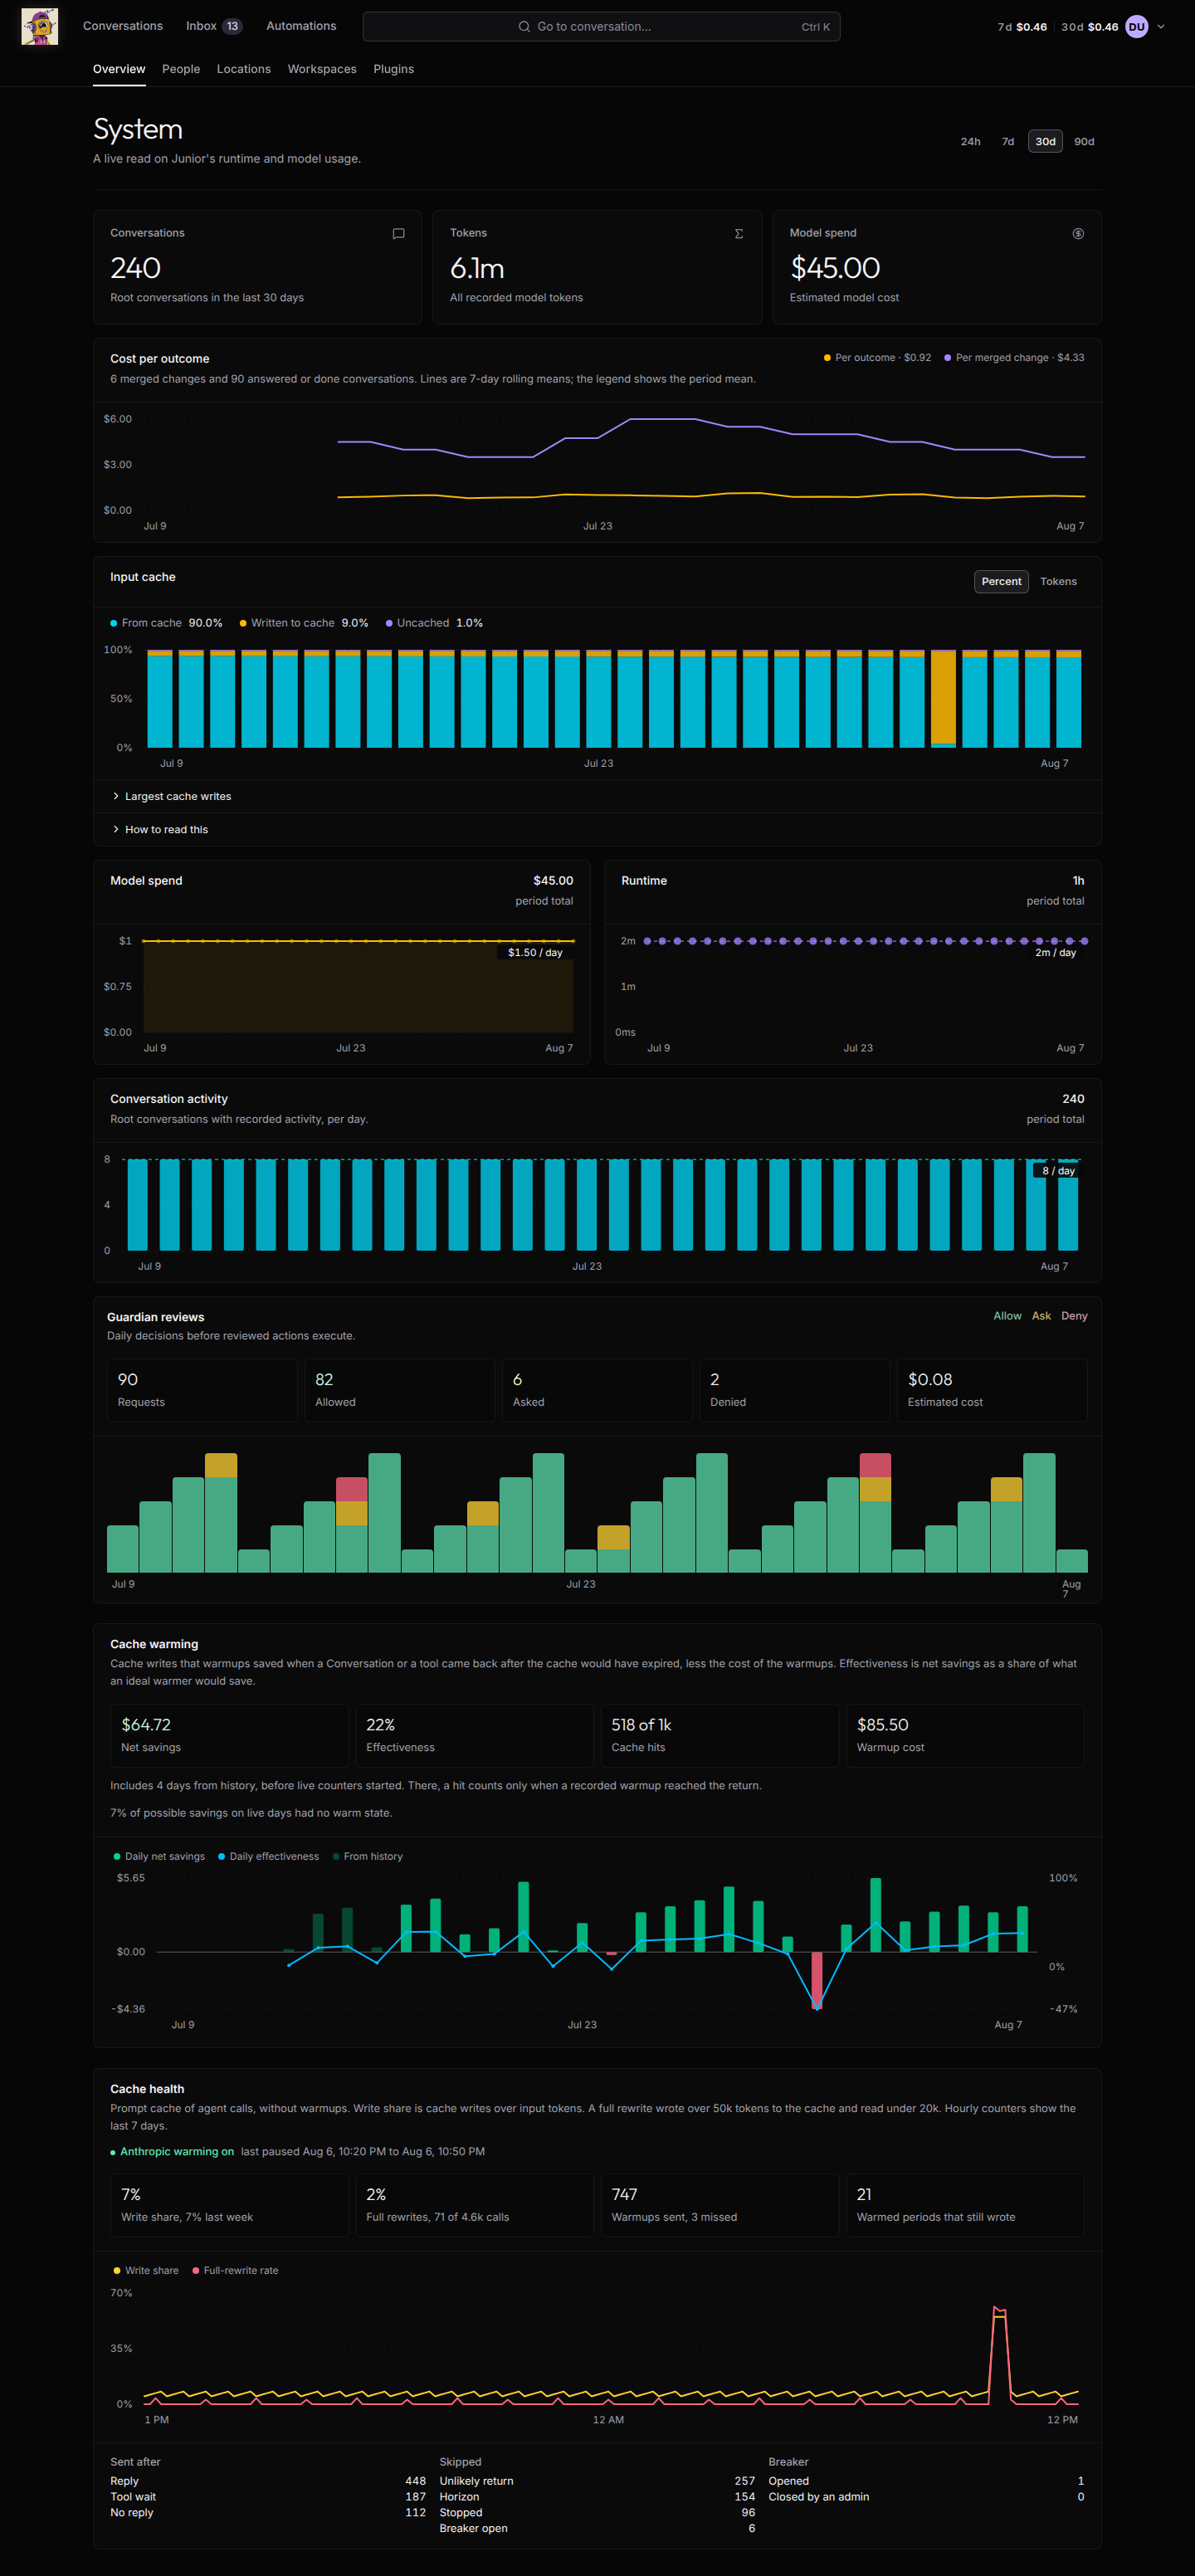 Conversations
Inbox 13
Automations
Go to conversation...
Ctrl K
7d $0.46
30d $0.46
DU
Overview
People
Locations
Workspaces
Plugins
System
A live read on Junior's runtime and model usage.
24h
7d
30d
90d
Conversations
240
Root conversations in the last 30 days
Tokens
6.1m
All recorded model tokens
Model spend
$45.00
Estimated model cost
Cost per outcome
6 merged changes and 90 answered or done conversations. Lines are 7-day rolling means; the legend shows the period mean.
Per outcome · $0.92
Per merged change · $4.33
$6.00
$3.00
$0.00
Jul 9
Jul 23
Aug 7
Input cache
Percent
Tokens
From cache 90.0%
Written to cache 9.0%
Uncached 1.0%
100%
50%
0%
Jul 9
Jul 23
Aug 7
Largest cache writes
How to read this
Model spend
$45.00
period total
$1
$0.75
$0.00
$1.50 / day
Jul 9
Jul 23
Aug 7
Runtime
1h
period total
2m
1m
0ms
2m / day
Jul 9
Jul 23
Aug 7
Conversation activity
Root conversations with recorded activity, per day.
240
period total
8
4
0
8 / day
Jul 9
Jul 23
Aug 7
Guardian reviews
Daily decisions before reviewed actions execute.
Allow
Ask
Deny
90
Requests
82
Allowed
6
Asked
2
Denied
$0.08
Estimated cost
Jul 9
Jul 23
Aug
7
Cache warming
Cache writes that warmups saved when a Conversation or a tool came back after the cache would have expired, less the cost of the warmups. Effectiveness is net savings as a share of what
an ideal warmer would save.
$64.72
Net savings
22%
Effectiveness
518 of 1k
Cache hits
$85.50
Warmup cost
Includes 4 days from history, before live counters started. There, a hit counts only when a recorded warmup reached the return.
7% of possible savings on live days had no warm state.
Daily net savings
Daily effectiveness
From history
$5.65
$0.00
-$4.36
100%
0%
-47%
Jul 9
Jul 23
Aug 7
Cache health
Prompt cache of agent calls, without warmups. Write share is cache writes over input tokens. A full rewrite wrote over 50k tokens to the cache and read under 20k. Hourly counters show the
last 7 days.
Anthropic warming on last paused Aug 6, 10:20 PM to Aug 6, 10:50 PM
7%
Write share, 7% last week
2%
Full rewrites, 71 of 4.6k calls
747
Warmups sent, 3 missed
21
Warmed periods that still wrote
Write share
Full-rewrite rate
70%
35%
0%
1 PM
12 AM
12 PM
Sent after
Reply 448
Tool wait 187
No reply 112
Skipped
Unlikely return 257
Horizon 154
Stopped 96
Breaker open 6
Breaker
Opened 1
Closed by an admin 0